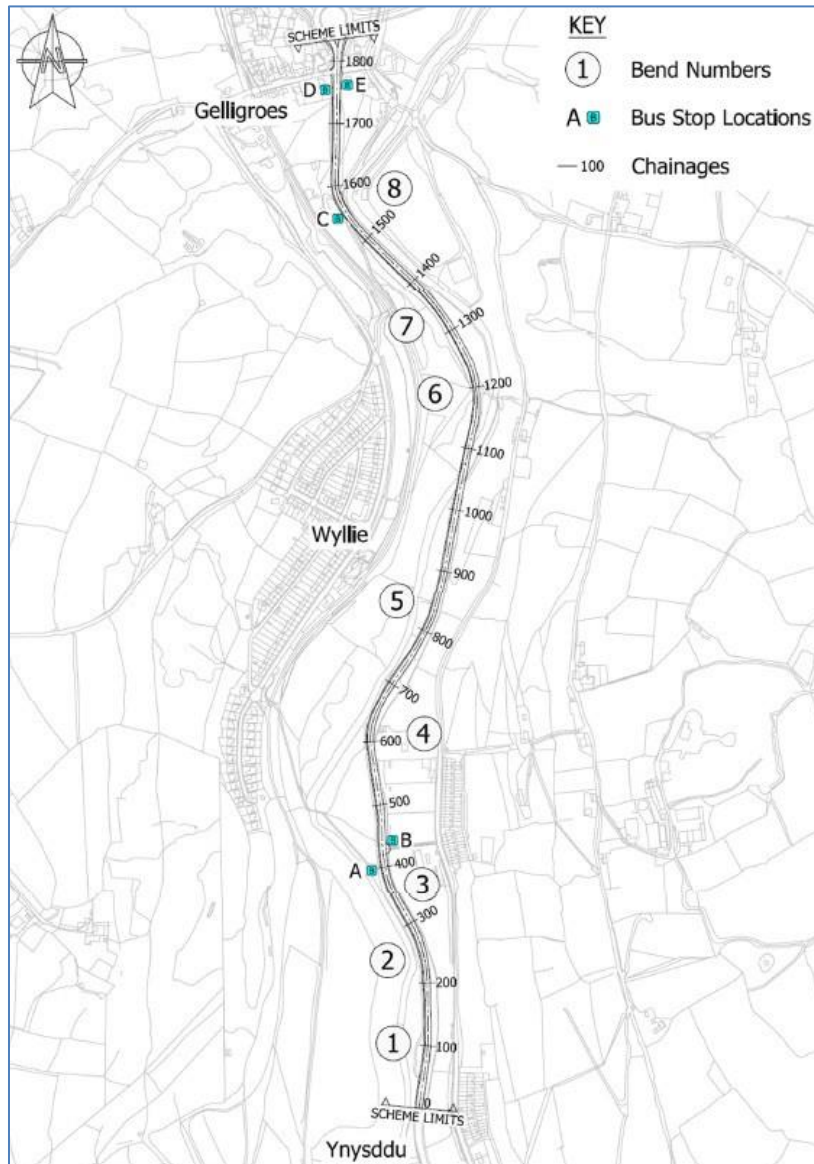 SCHEME LIMITS
KEY
1 Bend Numbers
A B Bus Stop Locations
100 Chainages
1800
D B
B E
Gelligroes
1700
1600
8
C B
1500
1400
7
1300
6
1200
1100
1000
Wyllie
900
5
800
700
4
600
500
B B
A B
400
3
300
2
200
1
100
0
SCHEME LIMITS
Ynysddu